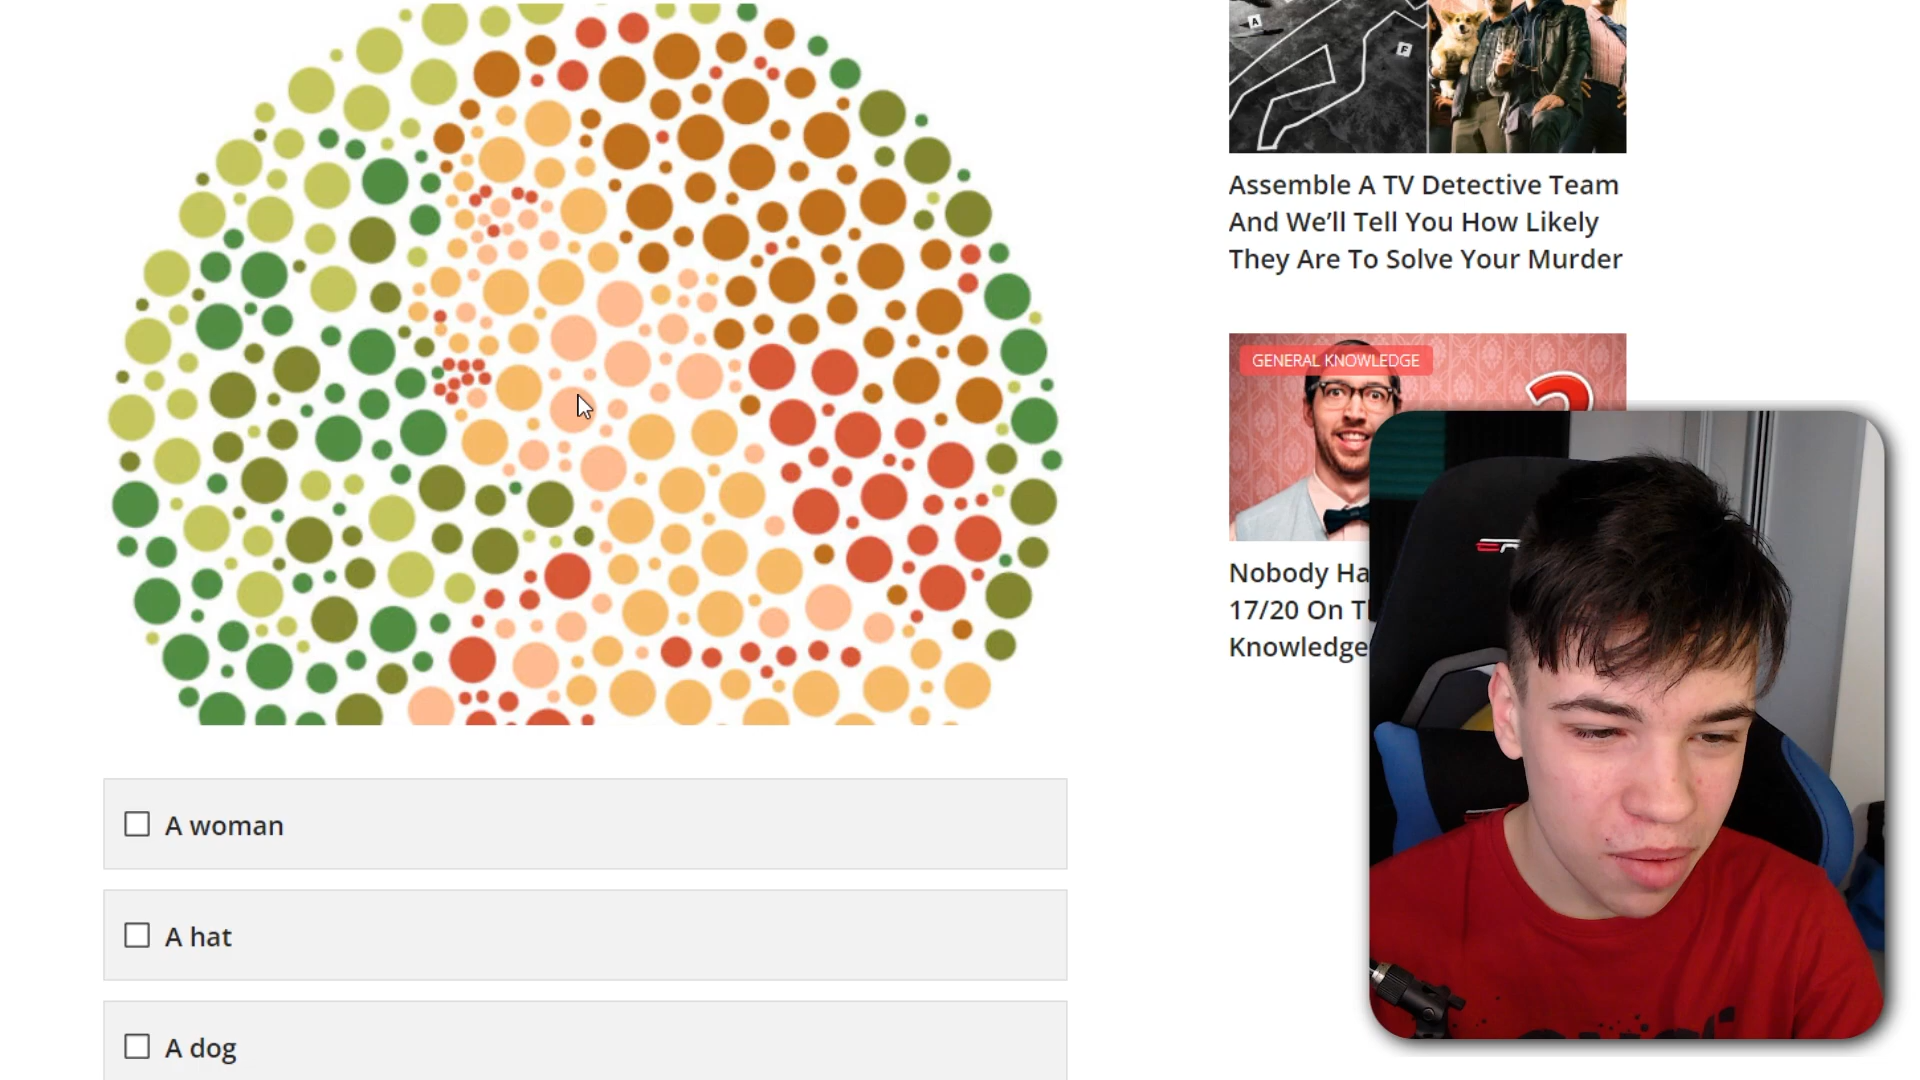 A
F
Assemble A TV Detective Team
And We’ll Tell You How Likely
They Are To Solve Your Murder
GENERAL KNOWLEDGE
?
Nobody Ha
17/20 On T
Knowledge
A woman
A hat
A dog